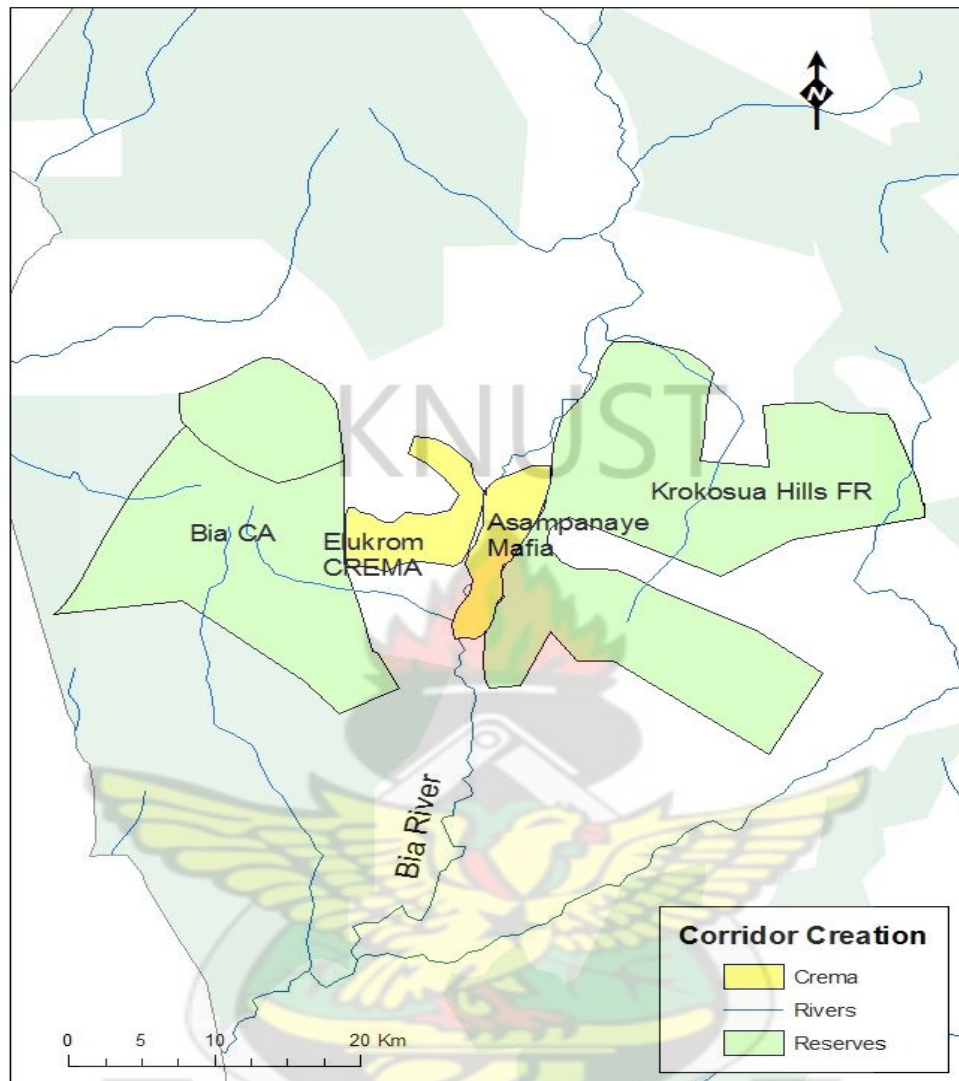 N
KNUST
Krokosua Hills FR
Bia CA
Elukrom
CREMA
Asampanaye
Mafia
Bia River
Corridor Creation
Crema
Rivers
Reserves
0 5 10 20 Km